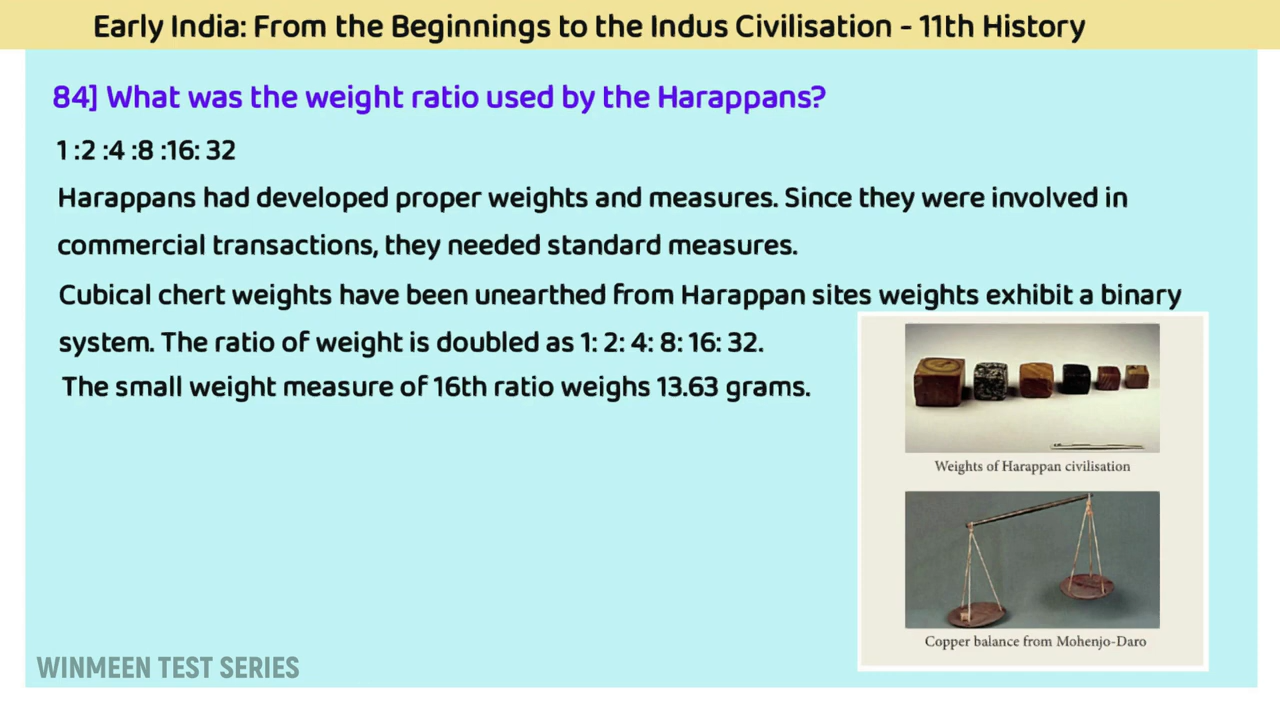 Early India: From the Beginnings to the Indus Civilisation - 11th History
84] What was the weight ratio used by the Harappans?
1 :2 :4 :8 :16: 32
Harappans had developed proper weights and measures. Since they were involved in
commercial transactions, they needed standard measures.
Cubical chert weights have been unearthed from Harappan sites weights exhibit a binary
system. The ratio of weight is doubled as 1: 2: 4: 8: 16: 32.
The small weight measure of 16th ratio weighs 13.63 grams.
Weights of Harappan civilisation
Copper balance from Mohenjo-Daro
WINMEEN TEST SERIES